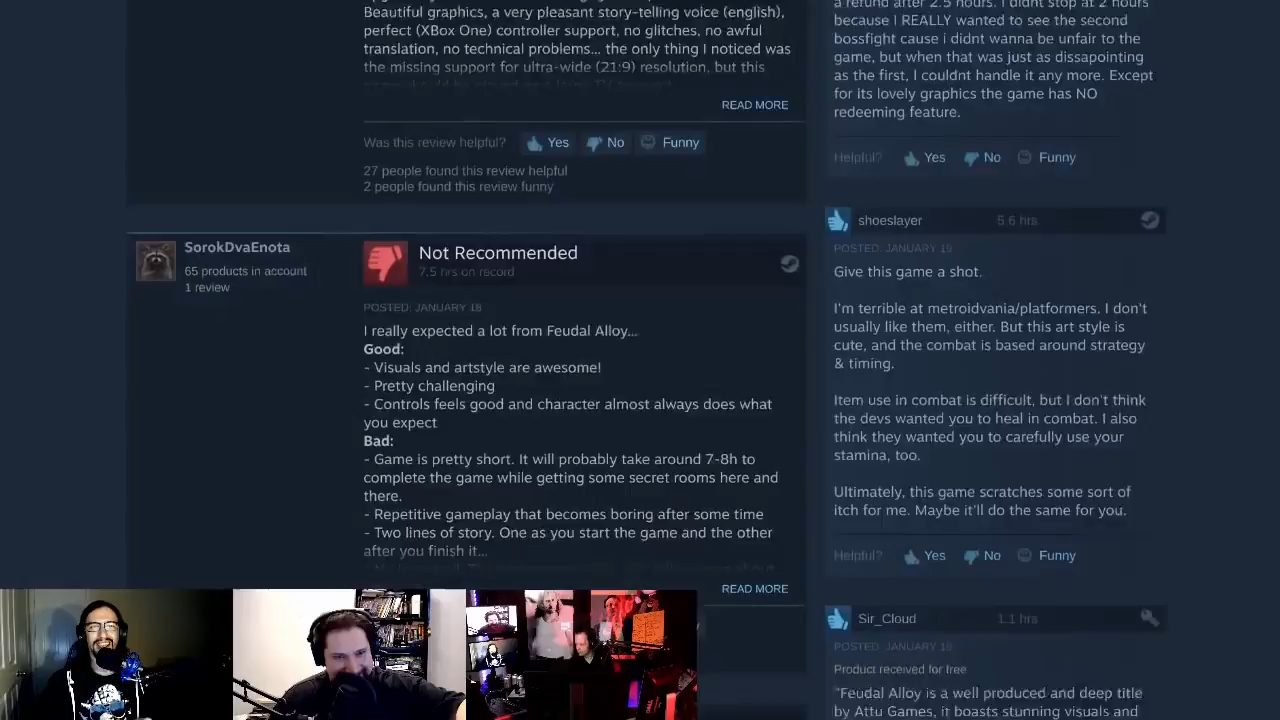 Beautiful graphics, a very pleasant story-telling voice (english),
perfect (XBox One) controller support, no glitches, no awful
translation, no technical problems... the only thing I noticed was
the missing support for ultra-wide (21:9) resolution, but this
READ MORE
Was this review helpful? Yes No Funny
27 people found this review helpful
2 people found this review funny
SorokDvaEnota
65 products in account
1 review
Not Recommended
7.5 hrs on record
POSTED: JANUARY 18
I really expected a lot from Feudal Alloy...
Good:
- Visuals and artstyle are awesome!
- Pretty challenging
- Controls feels good and character almost always does what
you expect
Bad:
- Game is pretty short. It will probably take around 7-8h to
complete the game while getting some secret rooms here and
there.
- Repetitive gameplay that becomes boring after some time
- Two lines of story. One as you start the game and the other
after you finish it...
READ MORE
a refund after 2.5 hours. I didnt stop at 2 hours
because I REALLY wanted to see the second
bossfight cause i didnt wanna be unfair to the
game, but when that was just as dissapointing
as the first, I couldnt handle it any more. Except
for its lovely graphics the game has NO
redeeming feature.
Helpful? Yes No Funny
shoeslayer 5.6 hrs
POSTED: JANUARY 19
Give this game a shot.
I'm terrible at metroidvania/platformers. I don't
usually like them, either. But this art style is
cute, and the combat is based around strategy
& timing.
Item use in combat is difficult, but I don't think
the devs wanted you to heal in combat. I also
think they wanted you to carefully use your
stamina, too.
Ultimately, this game scratches some sort of
itch for me. Maybe it'll do the same for you.
Helpful? Yes No Funny
Sir_Cloud 1.1 hrs
Product received for free
"Feudal Alloy is a well produced and deep title
by Attu Games, it boasts stunning visuals and